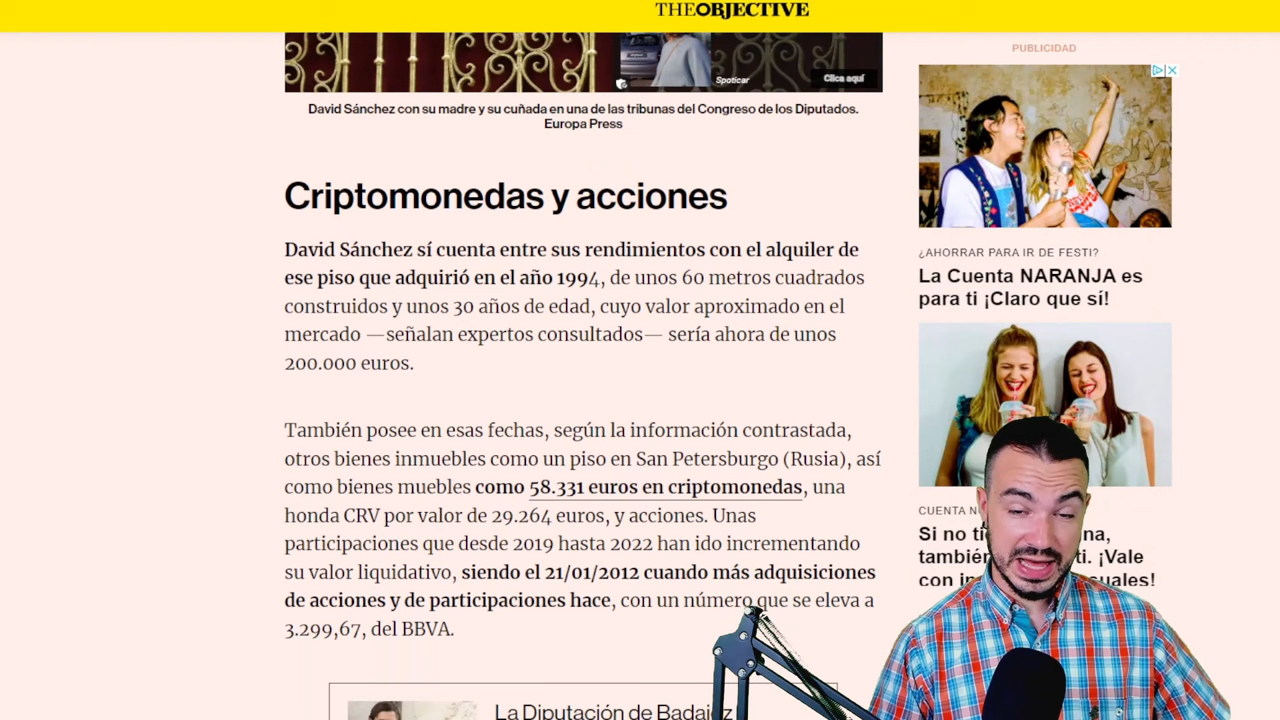 THEOBJECTIVE
Spoticar
Clica aquí
David Sánchez con su madre y su cuñada en una de las tribunas del Congreso de los Diputados.
Europa Press
Criptomonedas y acciones
David Sánchez sí cuenta entre sus rendimientos con el alquiler de
ese piso que adquirió en el año 1994, de unos 60 metros cuadrados
construidos y unos 30 años de edad, cuyo valor aproximado en el
mercado —señalan expertos consultados— sería ahora de unos
200.000 euros.
También posee en esas fechas, según la información contrastada,
otros bienes inmuebles como un piso en San Petersburgo (Rusia), así
como bienes muebles como 58.331 euros en criptomonedas, una
honda CRV por valor de 29.264 euros, y acciones. Unas
participaciones que desde 2019 hasta 2022 han ido incrementando
su valor liquidativo, siendo el 21/01/2012 cuando más adquisiciones
de acciones y de participaciones hace, con un número que se eleva a
3.299,67, del BBVA.
La Diputación de Badajoz
PUBLICIDAD
¿AHORRAR PARA IR DE FESTI?
La Cuenta NARANJA es
para ti ¡Claro que sí!
CUENTA
Si no
también ti. ¡Vale
con